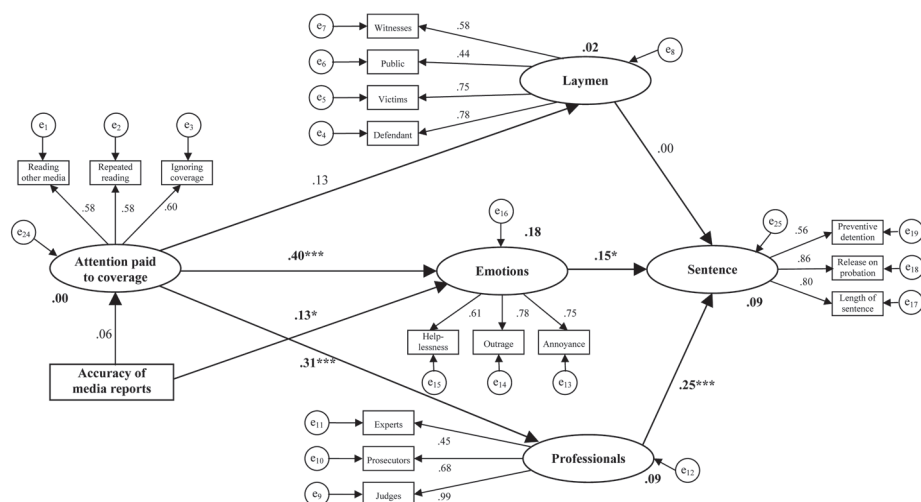 e7
Witnesses
.58
.02
e8
e6
Public
.44
Laymen
e5
Victims
.75
e4
Defendant
.78
e1
e2
e3
Reading
other media
Repeated
reading
Ignoring
coverage
.58
.58
.60
.13
.00
e24
Attention paid
to coverage
.00
.40***
e16
.18
Emotions
.15*
e25
Sentence
.09
.56
Preventive
detention
e19
.86
Release on
probation
e18
.80
Length of
sentence
e17
.06
.13*
.61
.78
.75
Help-
lessness
Outrage
Annoyance
e15
e14
e13
Accuracy of
media reports
.31***
.25***
e11
Experts
.45
e10
Prosecutors
.68
Professionals
e12
.09
e9
Judges
.99